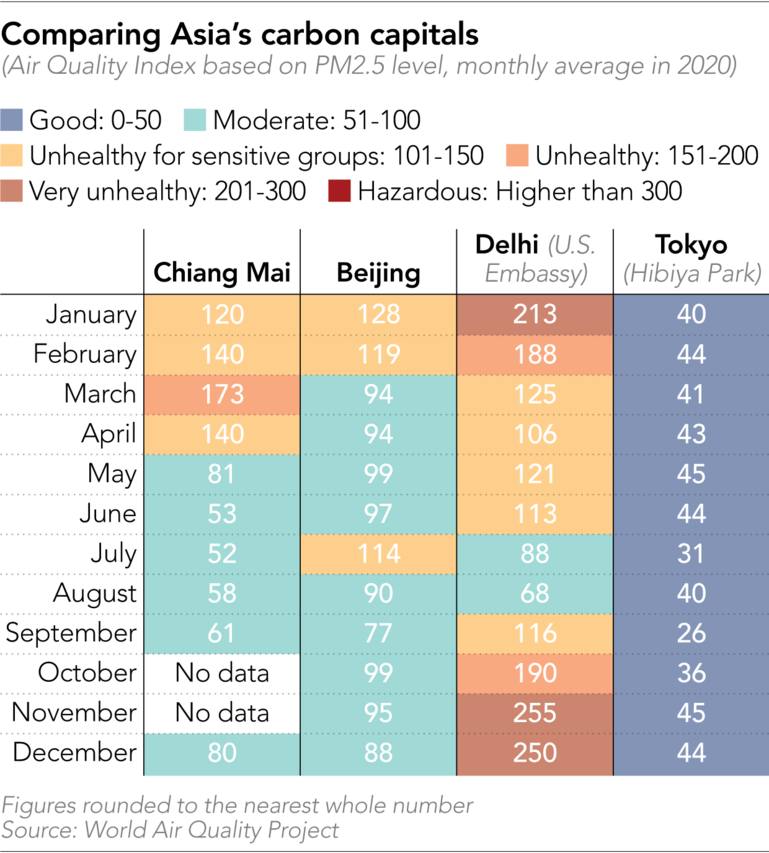 Comparing Asia's carbon capitals
(Air Quality Index based on PM2.5 level, monthly average in 2020)
Good: 0-50 Moderate: 51-100
Unhealthy for sensitive groups: 101-150 Unhealthy: 151-200
Very unhealthy: 201-300 Hazardous: Higher than 300
Chiang Mai Beijing Delhi (U.S. Embassy) Tokyo (Hibiya Park)
January 120 128 213 40
February 140 119 188 44
March 173 94 125 41
April 140 94 106 43
May 81 99 121 45
June 53 97 113 44
July 52 114 88 31
August 58 90 68 40
September 61 77 116 26
October No data 99 190 36
November No data 95 255 45
December 80 88 250 44
Figures rounded to the nearest whole number
Source: World Air Quality Project